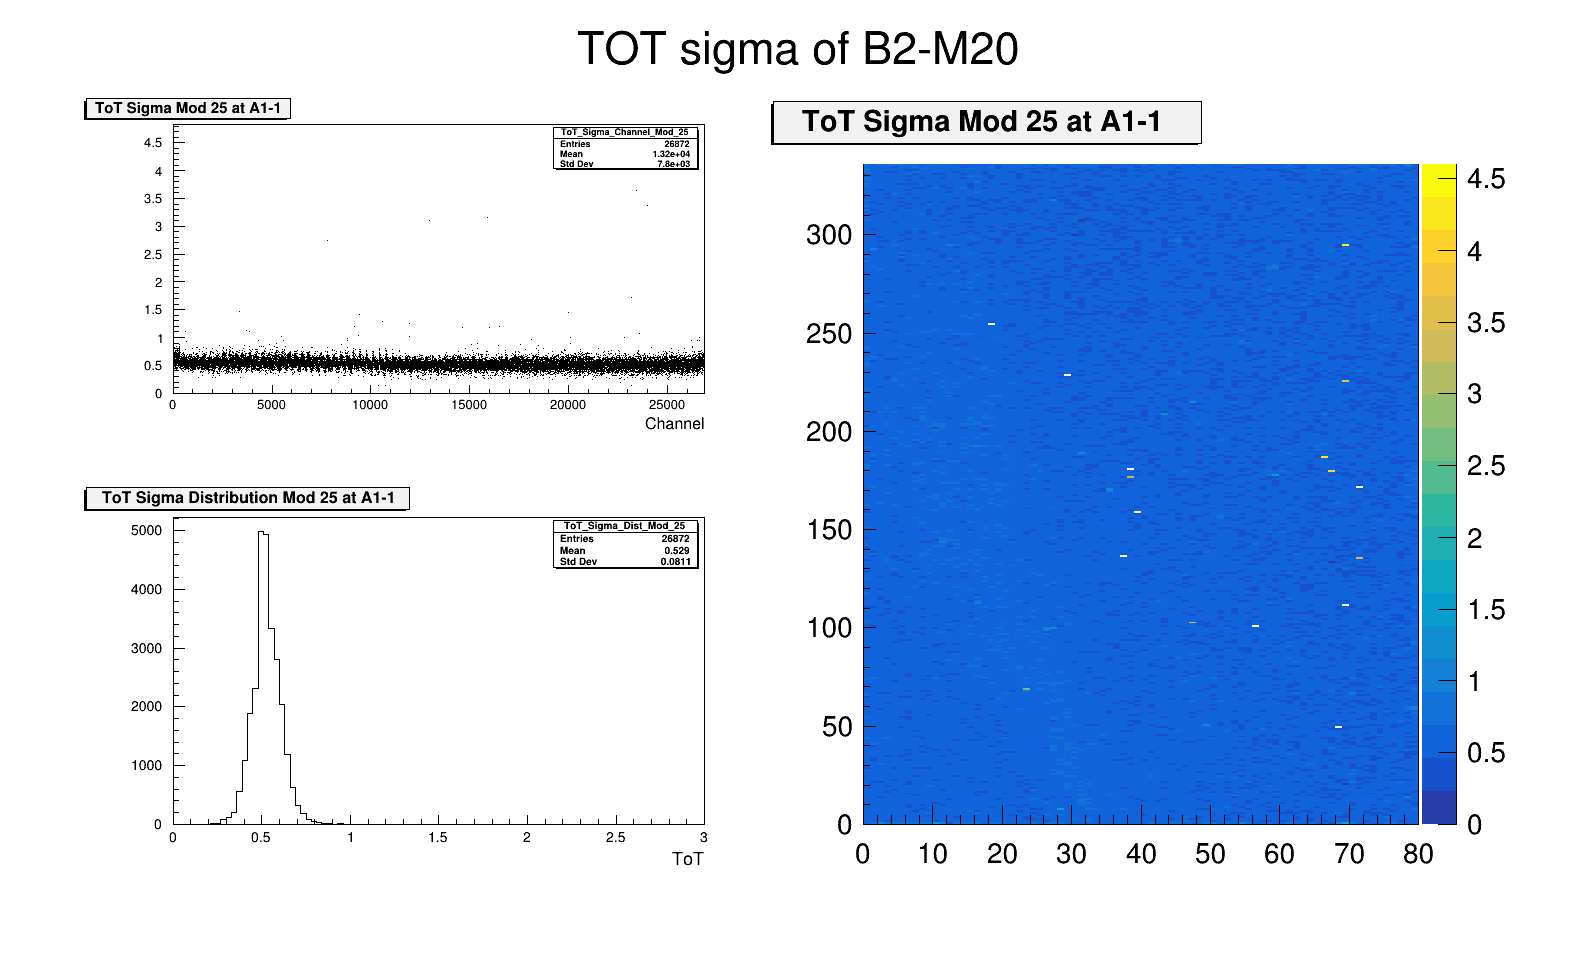 TOT sigma of B2-M20
ToT Sigma Mod 25 at A1-1
ToT_Sigma_Channel_Mod_25
Entries 26872
Mean 1.32e+04
Std Dev 7.8e+03
4.5
4
3.5
3
2.5
2
1.5
1
0.5
0
0 5000 10000 15000 20000 25000
Channel
ToT Sigma Distribution Mod 25 at A1-1
ToT_Sigma_Dist_Mod_25
Entries 26872
Mean 0.529
Std Dev 0.0811
5000
4000
3000
2000
1000
0
0 0.5 1 1.5 2 2.5 3
ToT
ToT Sigma Mod 25 at A1-1
300
250
200
150
100
50
0
0 10 20 30 40 50 60 70 80
4.5
4
3.5
3
2.5
2
1.5
1
0.5
0